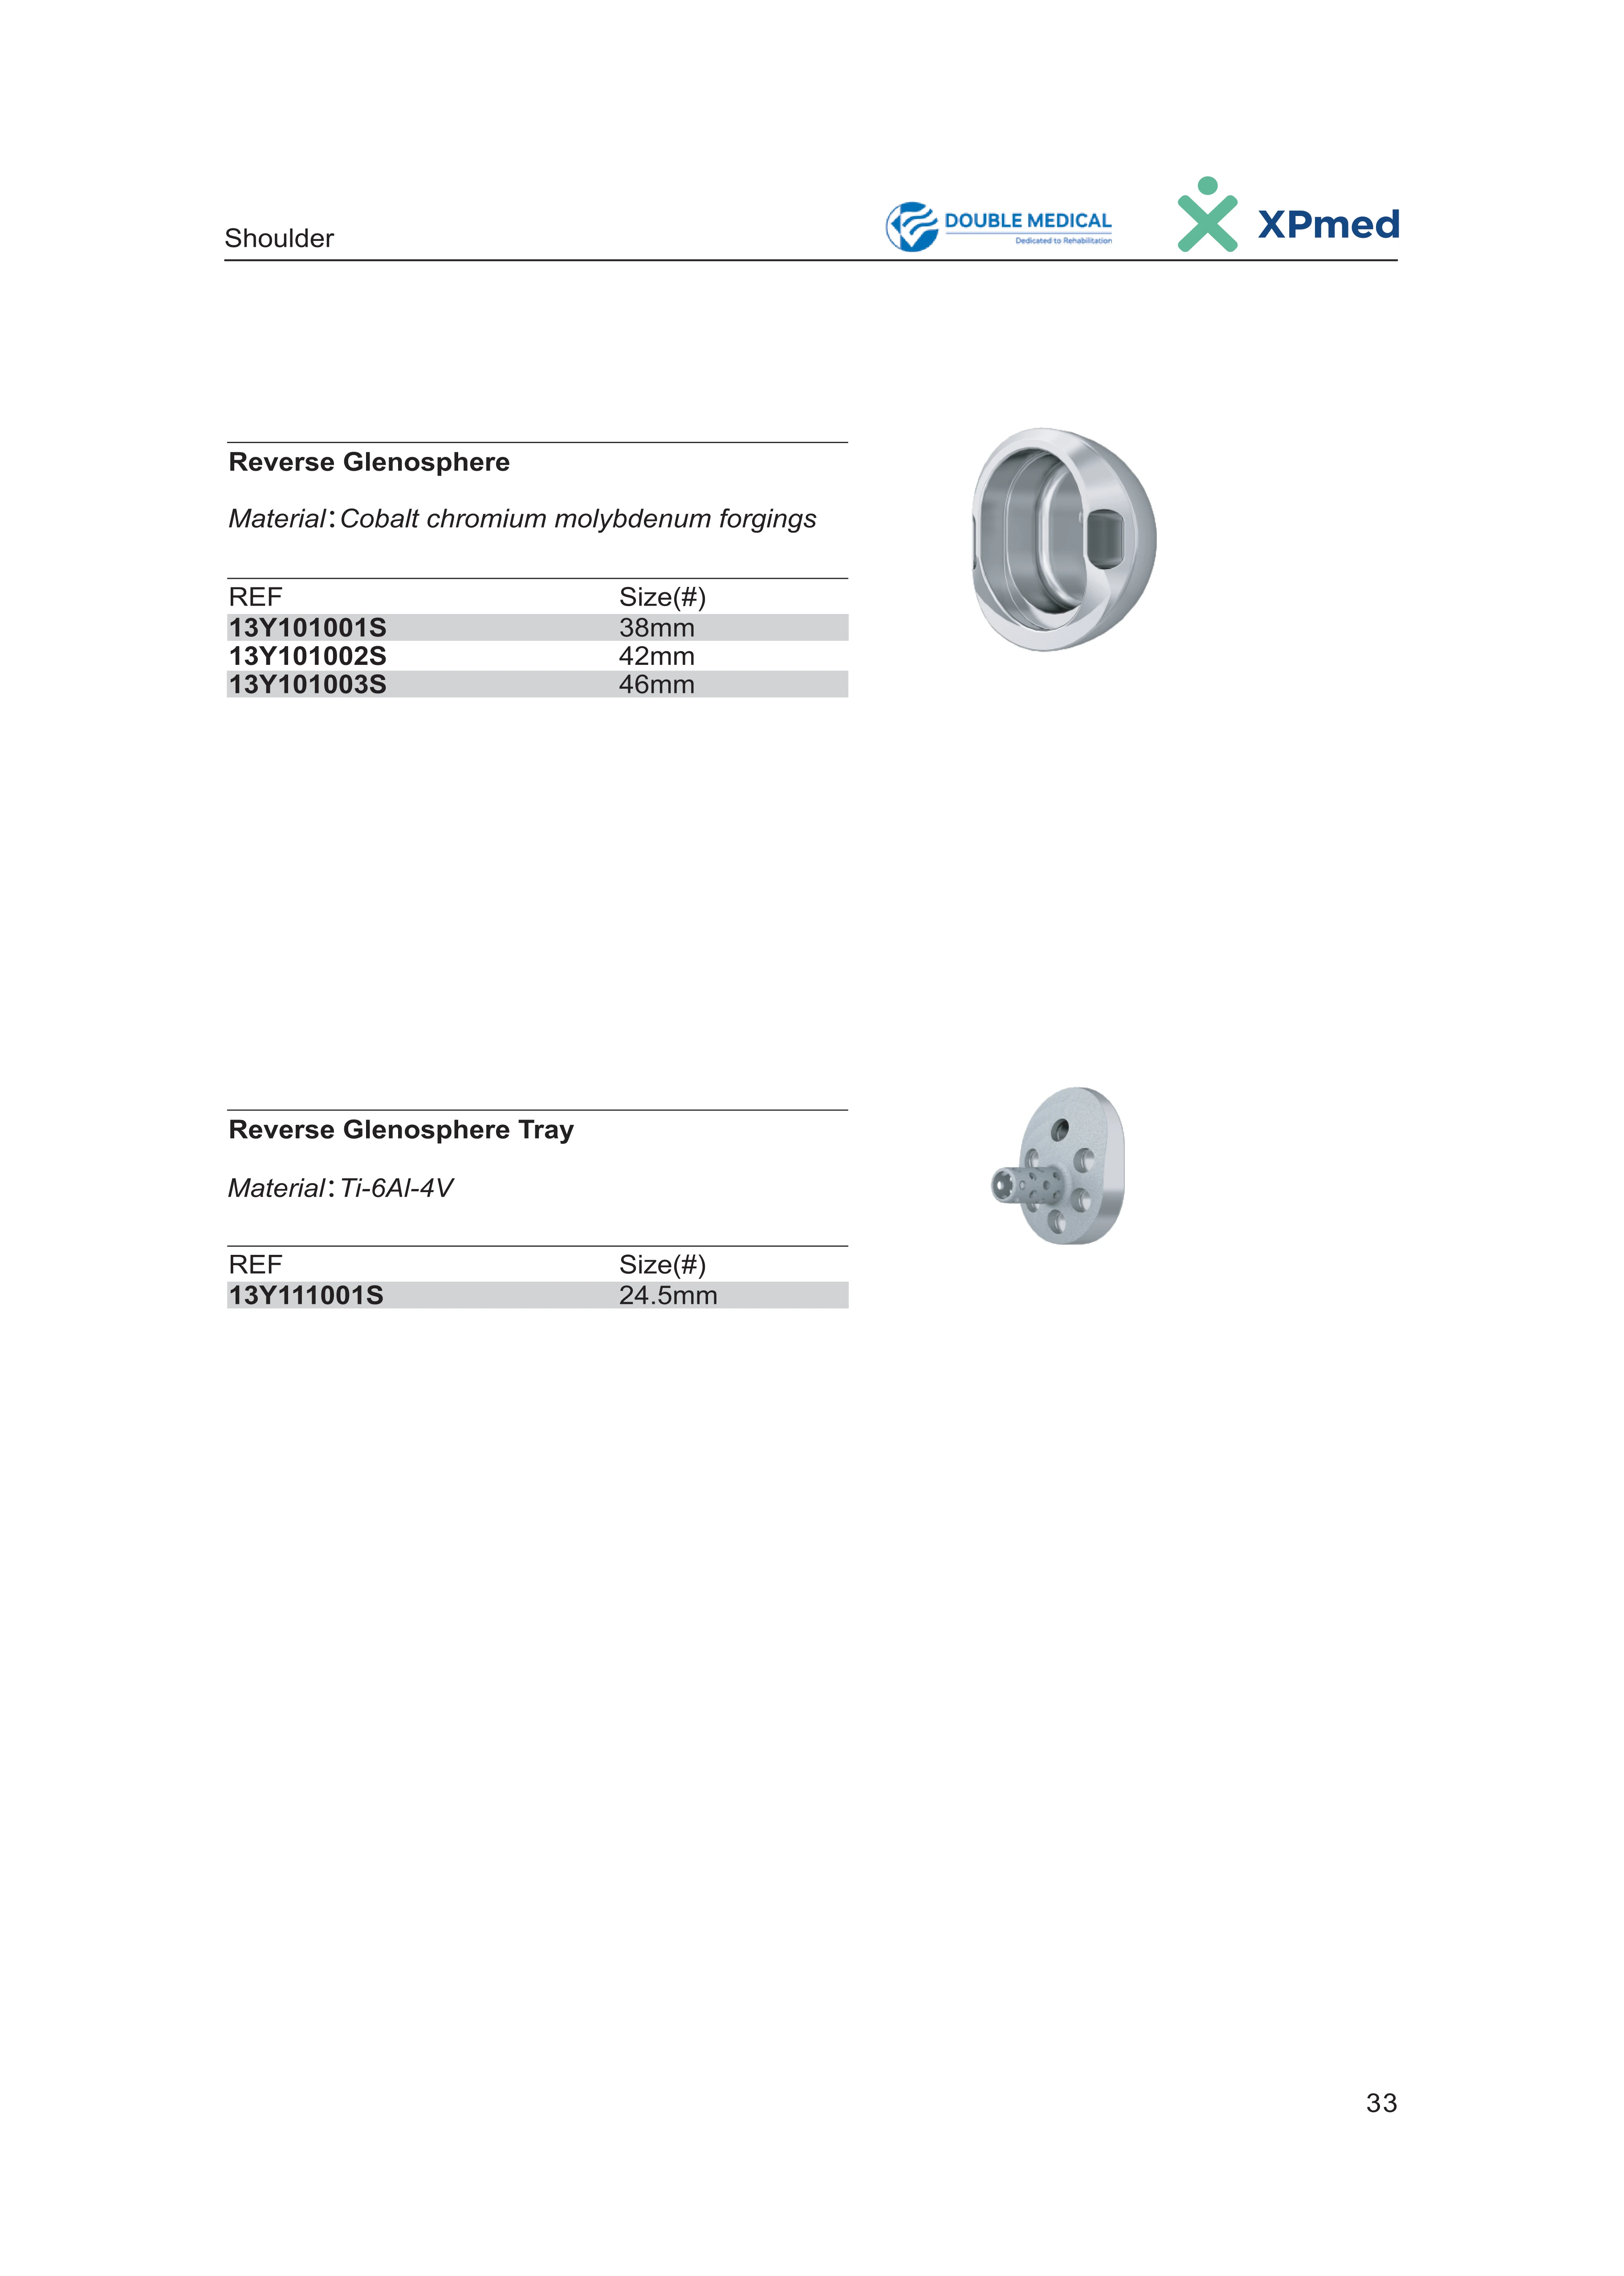 Shoulder
DOUBLE MEDICAL
Dedicated to Rehabilitation
XPmed
Reverse Glenosphere
Material：Cobalt chromium molybdenum forgings
REF Size(#)
13Y101001S 38mm
13Y101002S 42mm
13Y101003S 46mm
Reverse Glenosphere Tray
Material：Ti-6Al-4V
REF Size(#)
13Y111001S 24.5mm
33